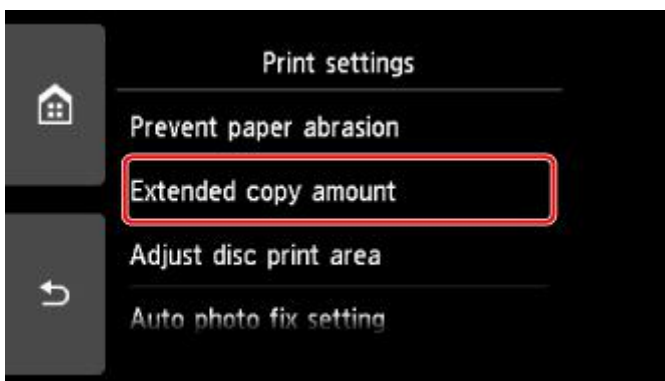 Print settings
Prevent paper abrasion
Extended copy amount
Adjust disc print area
Auto photo fix setting